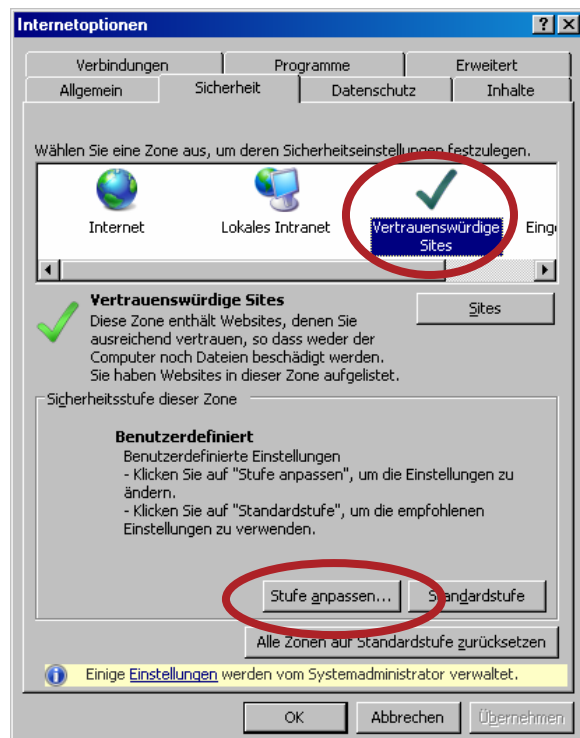 Internetoptionen
Verbindungen Programme Erweitert
Allgemein Sicherheit Datenschutz Inhalte
Wählen Sie eine Zone aus, um deren Sicherheitseinstellungen festzulegen.
Internet Lokales Intranet Vertrauenswürdige Sites Einge
Vertrauenswürdige Sites
Sites
Diese Zone enthält Websites, denen Sie
ausreichend vertrauen, so dass weder der
Computer noch Dateien beschädigt werden.
Sie haben Websites in dieser Zone aufgelistet.
Sicherheitsstufe dieser Zone
Benutzerdefiniert
Benutzerdefinierte Einstellungen
- Klicken Sie auf "Stufe anpassen", um die Einstellungen zu
ändern.
- Klicken Sie auf "Standardstufe", um die empfohlenen
Einstellungen zu verwenden.
Stufe anpassen... Standardstufe
Alle Zonen auf Standardstufe zurücksetzen
Einige Einstellungen werden vom Systemadministrator verwaltet.
OK Abbrechen Übernehmen